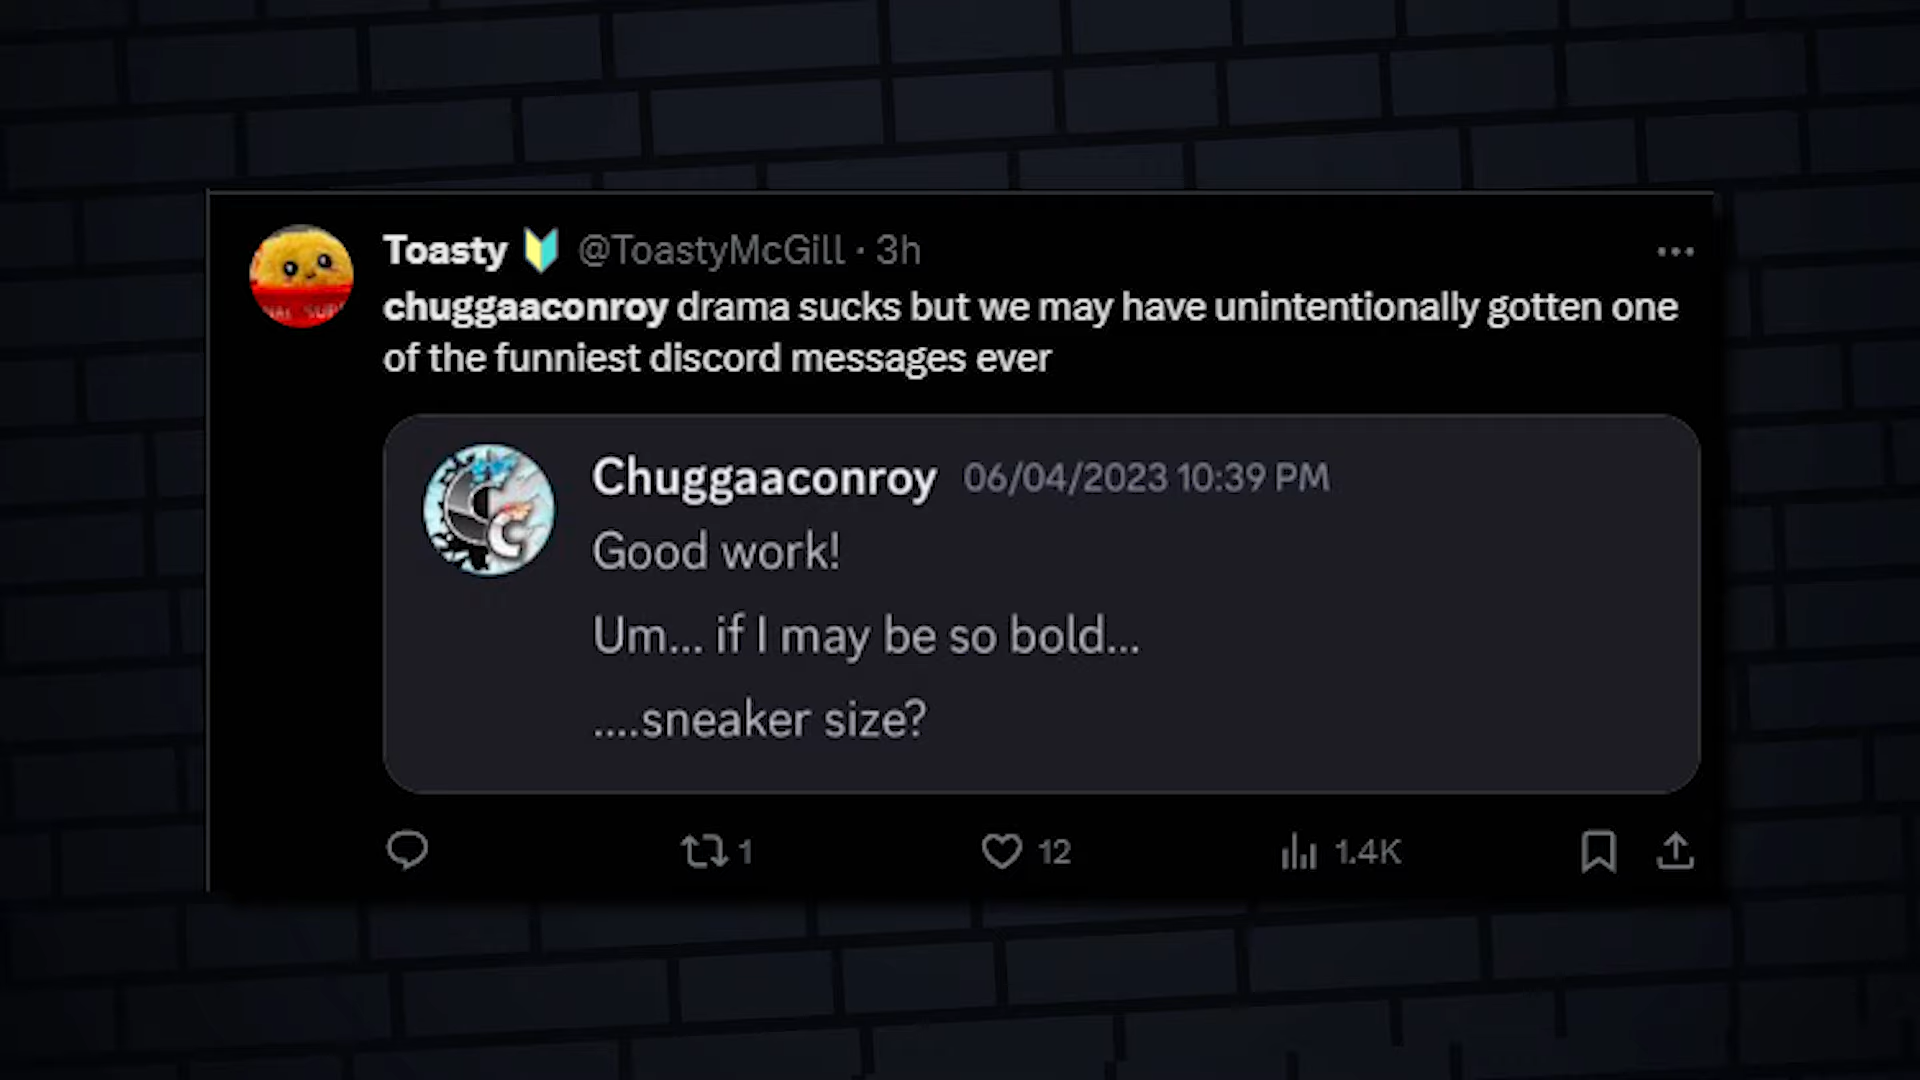 Toasty @ToastyMcGill · 3h
chuggaaconroy drama sucks but we may have unintentionally gotten one
of the funniest discord messages ever
Chuggaaconroy 06/04/2023 10:39 PM
Good work!
Um... if I may be so bold...
....sneaker size?
1 12 1.4K